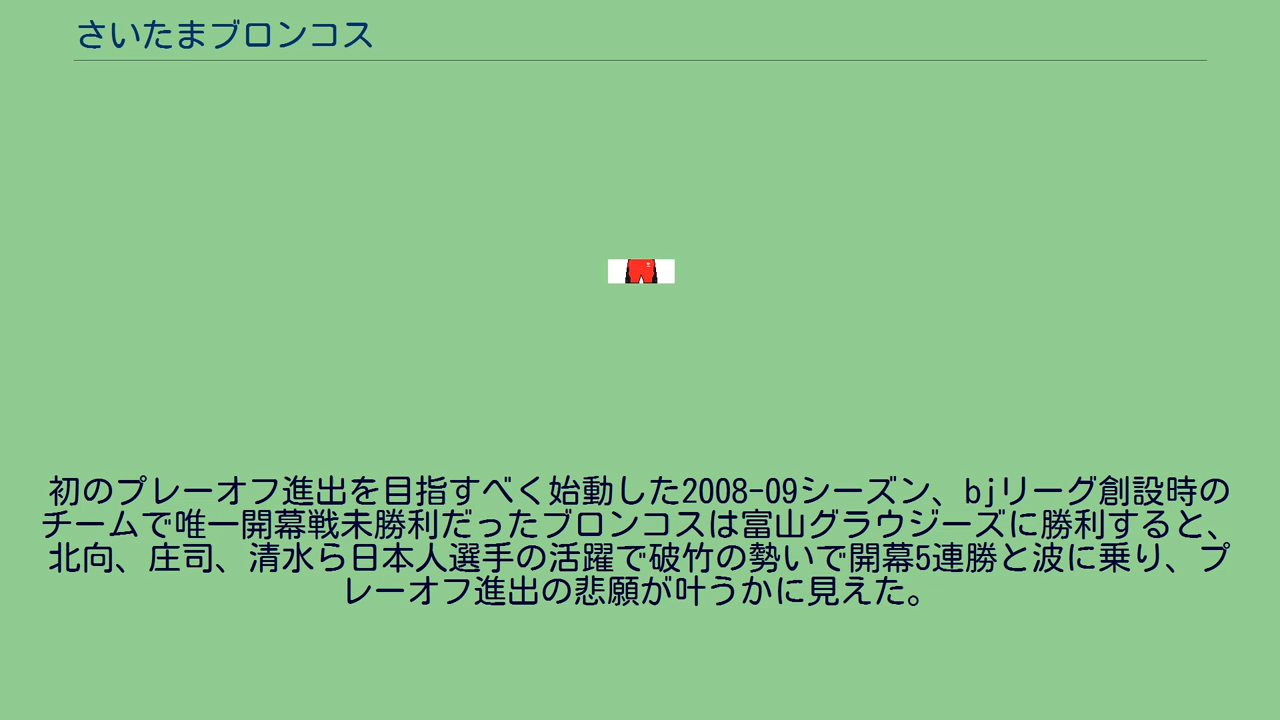 さいたまブロンコス
初のプレーオフ進出を目指すべく始動した2008-09シーズン、bjリーグ創設時の
チームで唯一開幕戦未勝利だったブロンコスは富山グラウジーズに勝利すると、
北向、庄司、清水ら日本人選手の活躍で破竹の勢いで開幕5連勝と波に乗り、プ
レーオフ進出の悲願が叶うかに見えた。